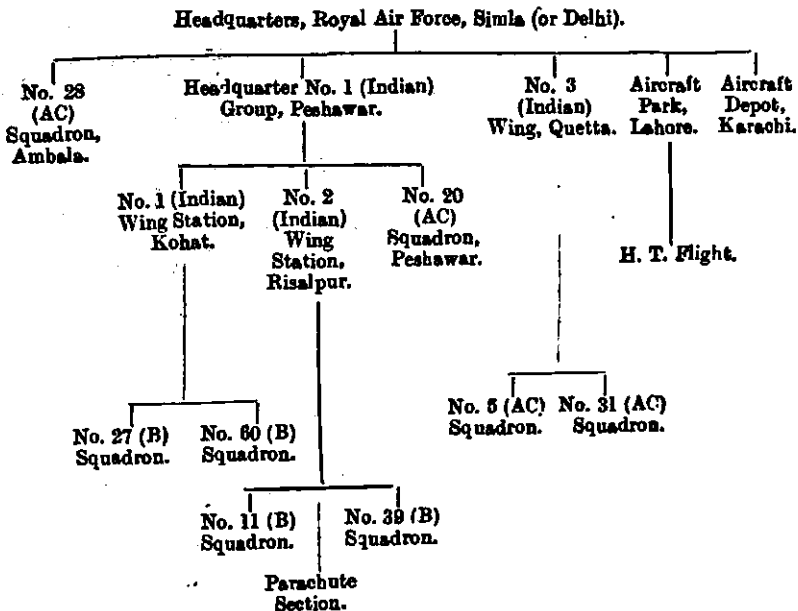 Headquarters, Royal Air Force, Simla (or Delhi).
No. 28
(AC)
Squadron,
Ambala.
Headquarter No. 1 (Indian)
Group, Peshawar.
No. 3
(Indian)
Wing, Quetta.
Aircraft
Park,
Lahore.
Aircraft
Depot,
Karachi.
No. 1 (Indian)
Wing Station,
Kohat.
No. 2
(Indian)
Wing
Station,
Risalpur.
No. 20
(AC)
Squadron,
Peshawar.
H. T. Flight.
No. 27 (B)
Squadron.
No. 60 (B)
Squadron.
No. 5 (AC)
Squadron.
No. 31 (AC)
Squadron.
No. 11 (B)
Squadron.
No. 39 (B)
Squadron.
Parachute
Section.